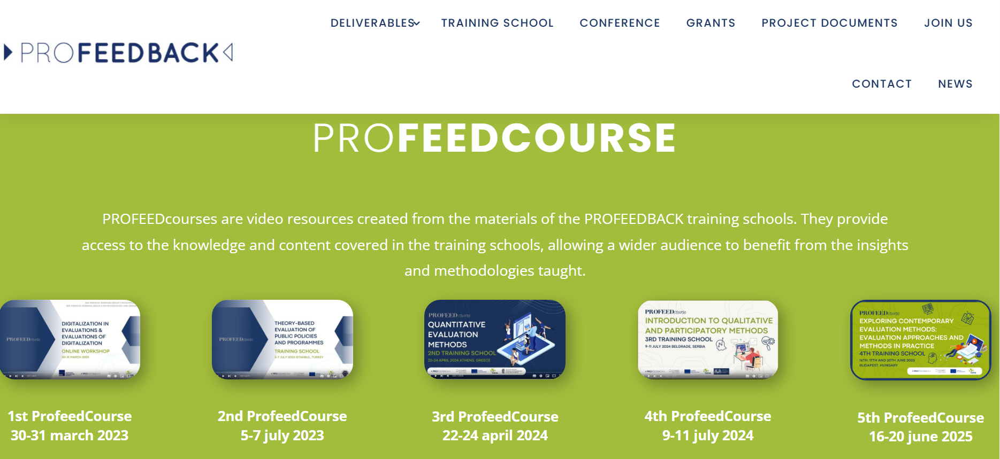 DELIVERABLES
TRAINING SCHOOL
CONFERENCE
GRANTS
PROJECT DOCUMENTS
JOIN US
PROFEEDBACK
CONTACT
NEWS
PROFEEDCOURSE
PROFEEDcourses are video resources created from the materials of the PROFEEDBACK training schools. They provide
access to the knowledge and content covered in the training schools, allowing a wider audience to benefit from the insights
and methodologies taught.
PROFEEDcourse
DIGITALIZATION IN
EVALUATIONS &
EVALUATIONS OF
DIGITALIZATION
ONLINE WORKSHOP
30-31 MARCH 2023
PROFEEDcourse
THEORY-BASED
EVALUATION OF
PUBLIC POLICIES
AND PROGRAMMES
TRAINING SCHOOL
5-7 JULY 2023 ISTANBUL, TURKEY
PROFEEDcourse
QUANTITATIVE
EVALUATION
METHODS
2ND TRAINING SCHOOL
22-24 APRIL 2024 ATHENS, GREECE
PROFEEDBACK
PROFEEDcourse
INTRODUCTION TO QUALITATIVE
AND PARTICIPATORY METHODS
3RD TRAINING SCHOOL
9-11 JULY 2024 BELGRADE, SERBIA
PROFEEDBACK
PROFEEDcourse
EXPLORING CONTEMPORARY
EVALUATION METHODS:
EVALUATION APPROACHES AND
METHODS IN PRACTICE
4TH TRAINING SCHOOL
16TH, 17TH AND 20TH JUNE 2025
BUDAPEST, HUNGARY
PROFEEDBACK
1st ProfeedCourse
30-31 march 2023
2nd ProfeedCourse
5-7 july 2023
3rd ProfeedCourse
22-24 april 2024
4th ProfeedCourse
9-11 july 2024
5th ProfeedCourse
16-20 june 2025